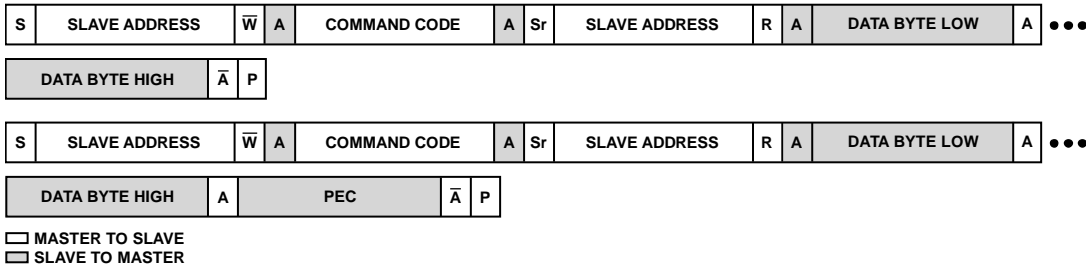 S SLAVE ADDRESS W̅ A COMMAND CODE A Sr SLAVE ADDRESS R A DATA BYTE LOW A •••
DATA BYTE HIGH A̅ P
S SLAVE ADDRESS W̅ A COMMAND CODE A Sr SLAVE ADDRESS R A DATA BYTE LOW A •••
DATA BYTE HIGH A PEC A̅ P
MASTER TO SLAVE
SLAVE TO MASTER